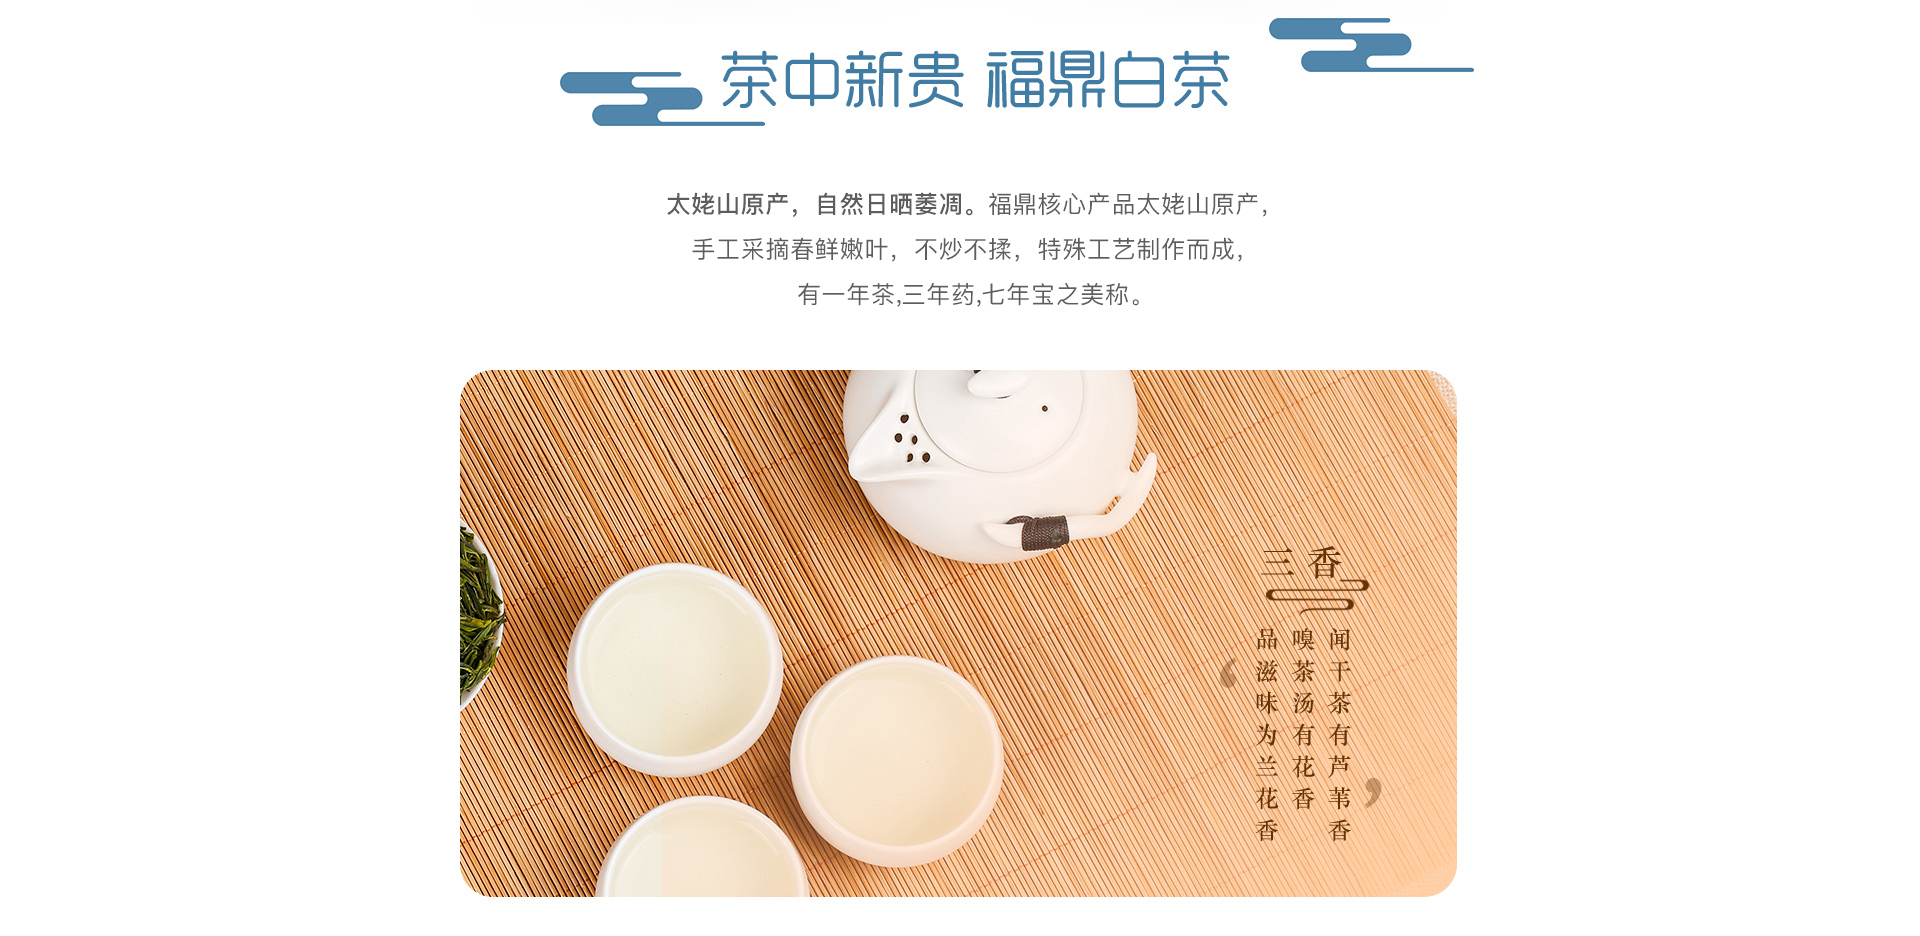 茶中新贵 福鼎白茶
太姥山原产，自然日晒萎凋。福鼎核心产品太姥山原产，
手工采摘春鲜嫩叶，不炒不揉，特殊工艺制作而成，
有一年茶,三年药,七年宝之美称。
三香
闻干茶有芦苇香
嗅茶汤有花香
品滋味为兰花香